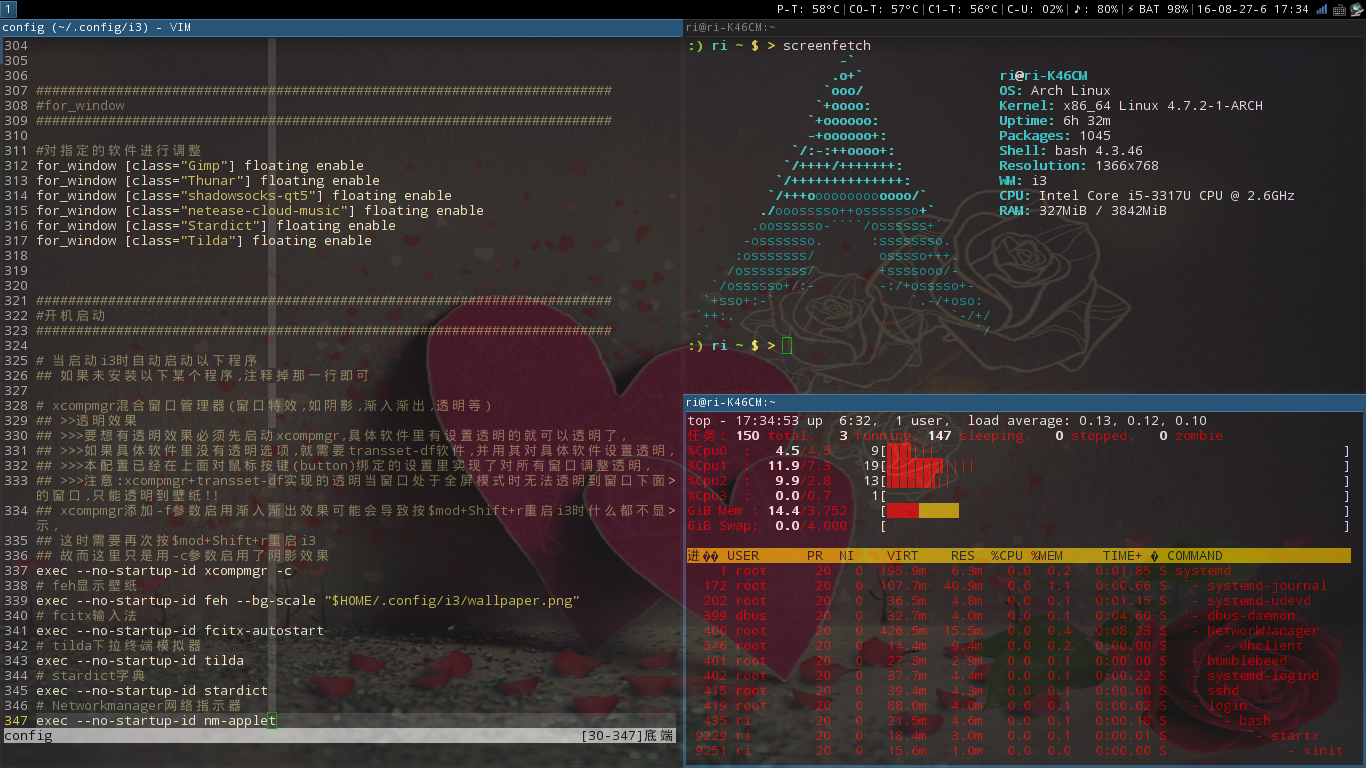 1
P-T: 58°C|C0-T: 57°C|C1-T: 56°C|C-U: 02%|♪: 80%|⚡BAT 98%|16-08-27-6 17:34
config (~/.config/i3) - VIM
304
305
306
307 ########################################################################
308 #for_window
309 ########################################################################
310
311 #对指定的软件进行调整
312 for_window [class="Gimp"] floating enable
313 for_window [class="Thunar"] floating enable
314 for_window [class="shadowsocks-qt5"] floating enable
315 for_window [class="netease-cloud-music"] floating enable
316 for_window [class="Stardict"] floating enable
317 for_window [class="Tilda"] floating enable
318
319
320
321 ########################################################################
322 #开机启动
323 ########################################################################
324
325 # 当启动i3时自动启动以下程序
326 ## 如果未安装以下某个程序,注释掉那一行即可
327
328 # xcompmgr混合窗口管理器(窗口特效,如阴影,渐入渐出,透明等)
329 ## >>透明效果
330 ## >>>要想有透明效果必须先启动xcompmgr,具体软件里有设置透明的就可以透明了,
331 ## >>>如果具体软件里没有透明选项,就需要transset-df软件,并用其对具体软件设置透明,
332 ## >>>本配置已经在上面对鼠标按键(button)绑定的设置里实现了对所有窗口调整透明,
333 ## >>>注意:xcompmgr+transset-df实现的透明当窗口处于全屏模式时无法透明到窗口下面>
的窗口,只能透明到壁纸!!
334 ## xcompmgr添加-f参数启用渐入渐出效果可能会导致按$mod+Shift+r重启i3时什么都不显>
示,
335 ## 这时需要再次按$mod+Shift+r重启i3
336 ## 故而这里只是用-c参数启用了阴影效果
337 exec --no-startup-id xcompmgr -c
338 # feh显示壁纸
339 exec --no-startup-id feh --bg-scale "$HOME/.config/i3/wallpaper.png"
340 # fcitx输入法
341 exec --no-startup-id fcitx-autostart
342 # tilda下拉终端模拟器
343 exec --no-startup-id tilda
344 # stardict字典
345 exec --no-startup-id stardict
346 # Networkmanager网络指示器
347 exec --no-startup-id nm-applet
config [30-347]底端
ri@ri-K46CM:~
:) ri ~ $ > screenfetch
-`
.o+`
`ooo/
`+oooo:
`+oooooo:
-+oooooo+:
`/:-:++oooo+:
`/++++/+++++++:
`/++++++++++++++:
`/+++ooooooooooooo/`
./ooosssso++osssssso+`
.oossssso-````/ossssss+`
-osssssso. :ssssssso.
:osssssss/ osssso+++.
/ossssssss/ +ssssooo/-
`/ossssso+/:- -:/+osssso+-
`+sso+:-` `.-/+oso:
`++:. `-/+/
.` `/
ri@ri-K46CM
OS: Arch Linux
Kernel: x86_64 Linux 4.7.2-1-ARCH
Uptime: 6h 32m
Packages: 1045
Shell: bash 4.3.46
Resolution: 1366x768
WM: i3
CPU: Intel Core i5-3317U CPU @ 2.6GHz
RAM: 327MiB / 3842MiB
:) ri ~ $ >
ri@ri-K46CM:~
top - 17:34:53 up 6:32, 1 user, load average: 0.13, 0.12, 0.10
任务: 150 total, 3 running, 147 sleeping, 0 stopped, 0 zombie
%Cpu0 : 4.5/4.5 9[ ]
%Cpu1 : 11.9/7.3 19[ ]
%Cpu2 : 9.9/2.8 13[ ]
%Cpu3 : 0.0/0.7 1[ ]
GiB Mem : 14.4/3.752 [ ]
GiB Swap: 0.0/4.000 [ ]
进�� USER PR NI VIRT RES %CPU %MEM TIME+ � COMMAND
1 root 20 0 195.9m 6.3m 0.0 0.2 0:01.85 S systemd
172 root 20 0 107.7m 40.9m 0.0 1.1 0:00.66 S `- systemd-journal
202 root 20 0 36.5m 4.8m 0.0 0.1 0:01.15 S `- systemd-udevd
399 dbus 20 0 32.7m 4.0m 0.0 0.1 0:04.60 S `- dbus-daemon
400 root 20 0 426.5m 15.5m 0.0 0.4 0:08.23 S `- NetworkManager
546 root 20 0 14.4m 9.4m 0.0 0.2 0:00.00 S `- dhclient
401 root 20 0 27.3m 2.9m 0.0 0.1 0:00.00 S `- bumblebeed
402 root 20 0 37.7m 4.4m 0.0 0.1 0:00.22 S `- systemd-logind
415 root 20 0 39.4m 4.3m 0.0 0.1 0:00.00 S `- sshd
419 root 20 0 88.0m 4.0m 0.0 0.1 0:00.02 S `- login
435 ri 20 0 21.5m 4.6m 0.0 0.1 0:00.18 S `- bash
9229 ri 20 0 18.4m 3.0m 0.0 0.1 0:00.01 S `- startx
9251 ri 20 0 15.6m 1.0m 0.0 0.0 0:00.00 S `- xinit